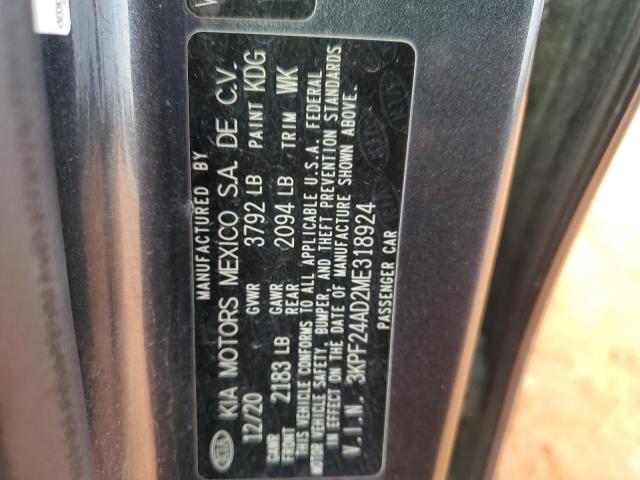 MANUFACTURED BY
KIA KIA MOTORS MEXICO S.A. DE C.V.
12/20 GVWR 3792 LB PAINT KDG
GAWR FRONT 2183 LB GAWR REAR 2094 LB TRIM WK
THIS VEHICLE CONFORMS TO ALL APPLICABLE U.S.A. FEDERAL
MOTOR VEHICLE SAFETY, BUMPER, AND THEFT PREVENTION STANDARDS
IN EFFECT ON THE DATE OF MANUFACTURE SHOWN ABOVE.
V.I.N. 3KPF24AD2ME318924
PASSENGER CAR